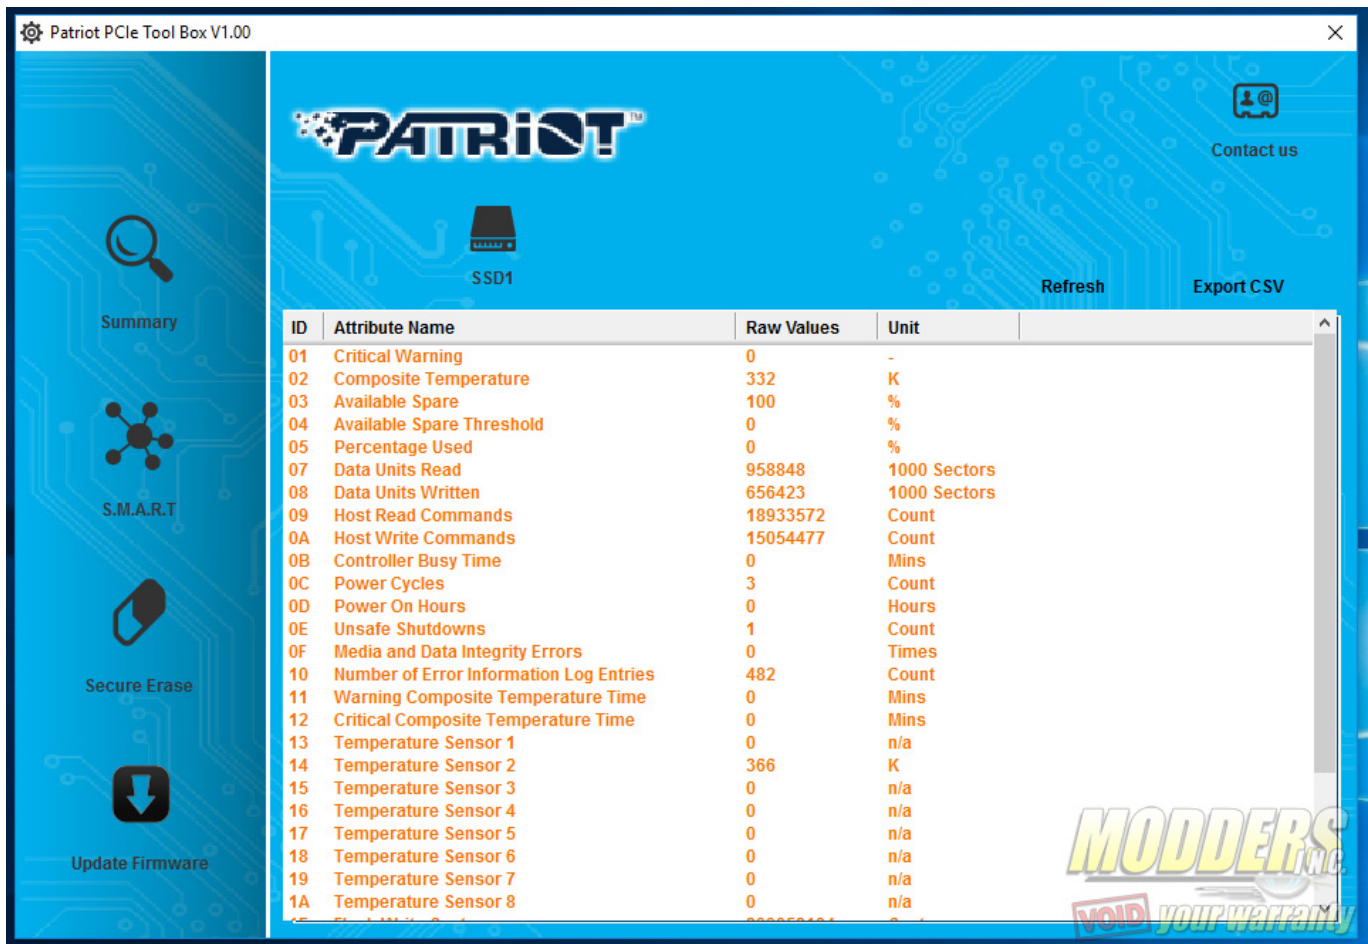 Patriot PCIe Tool Box V1.00
PATRiOT™
Contact us
SSD1
Refresh Export CSV
Summary
S.M.A.R.T
Secure Erase
Update Firmware
ID Attribute Name Raw Values Unit
01 Critical Warning 0 -
02 Composite Temperature 332 K
03 Available Spare 100 %
04 Available Spare Threshold 0 %
05 Percentage Used 0 %
07 Data Units Read 958848 1000 Sectors
08 Data Units Written 656423 1000 Sectors
09 Host Read Commands 18933572 Count
0A Host Write Commands 15054477 Count
0B Controller Busy Time 0 Mins
0C Power Cycles 3 Count
0D Power On Hours 0 Hours
0E Unsafe Shutdowns 1 Count
0F Media and Data Integrity Errors 0 Times
10 Number of Error Information Log Entries 482 Count
11 Warning Composite Temperature Time 0 Mins
12 Critical Composite Temperature Time 0 Mins
13 Temperature Sensor 1 0 n/a
14 Temperature Sensor 2 366 K
15 Temperature Sensor 3 0 n/a
16 Temperature Sensor 4 0 n/a
17 Temperature Sensor 5 0 n/a
18 Temperature Sensor 6 0 n/a
19 Temperature Sensor 7 0 n/a
1A Temperature Sensor 8 0 n/a
MODDERS INC.
VOID your warranty